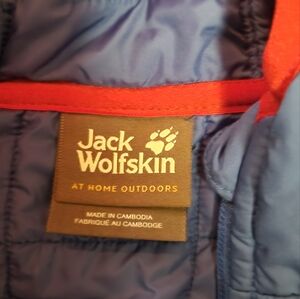 Jack
Wolfskin
AT HOME OUTDOORS
MADE IN CAMBODIA
FABRIQUÉ AU CAMBODGE